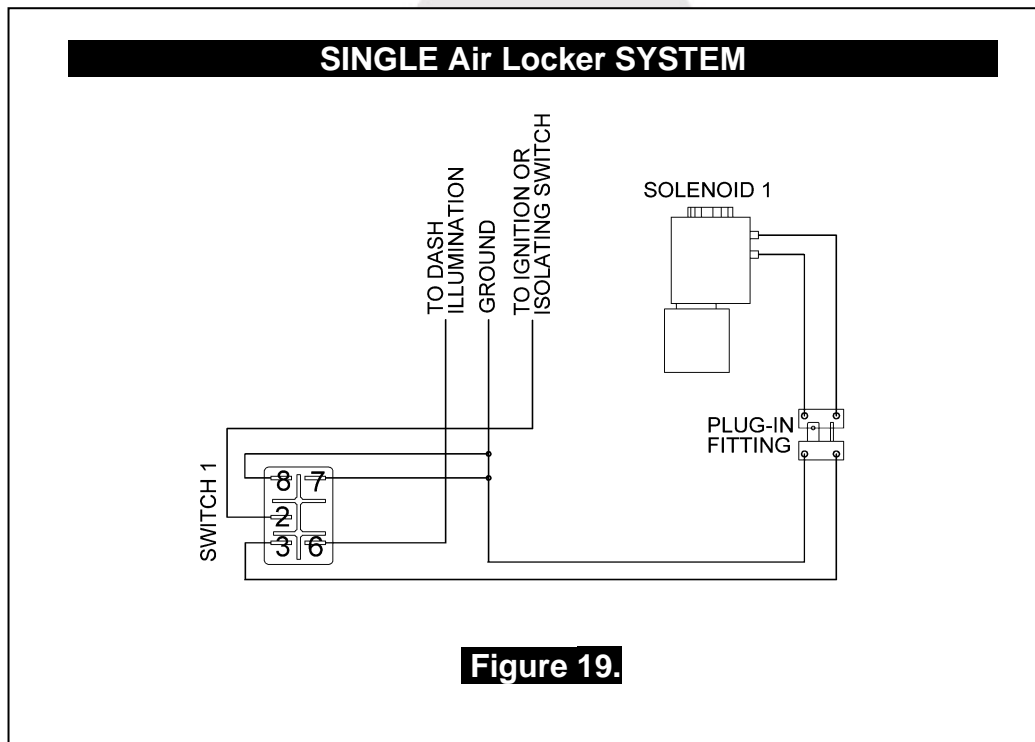 SINGLE Air Locker SYSTEM
TO DASH
ILLUMINATION
GROUND
TO IGNITION OR
ISOLATING SWITCH
SOLENOID 1
PLUG-IN
FITTING
SWITCH 1
8 7
2
3 6
Figure 19.